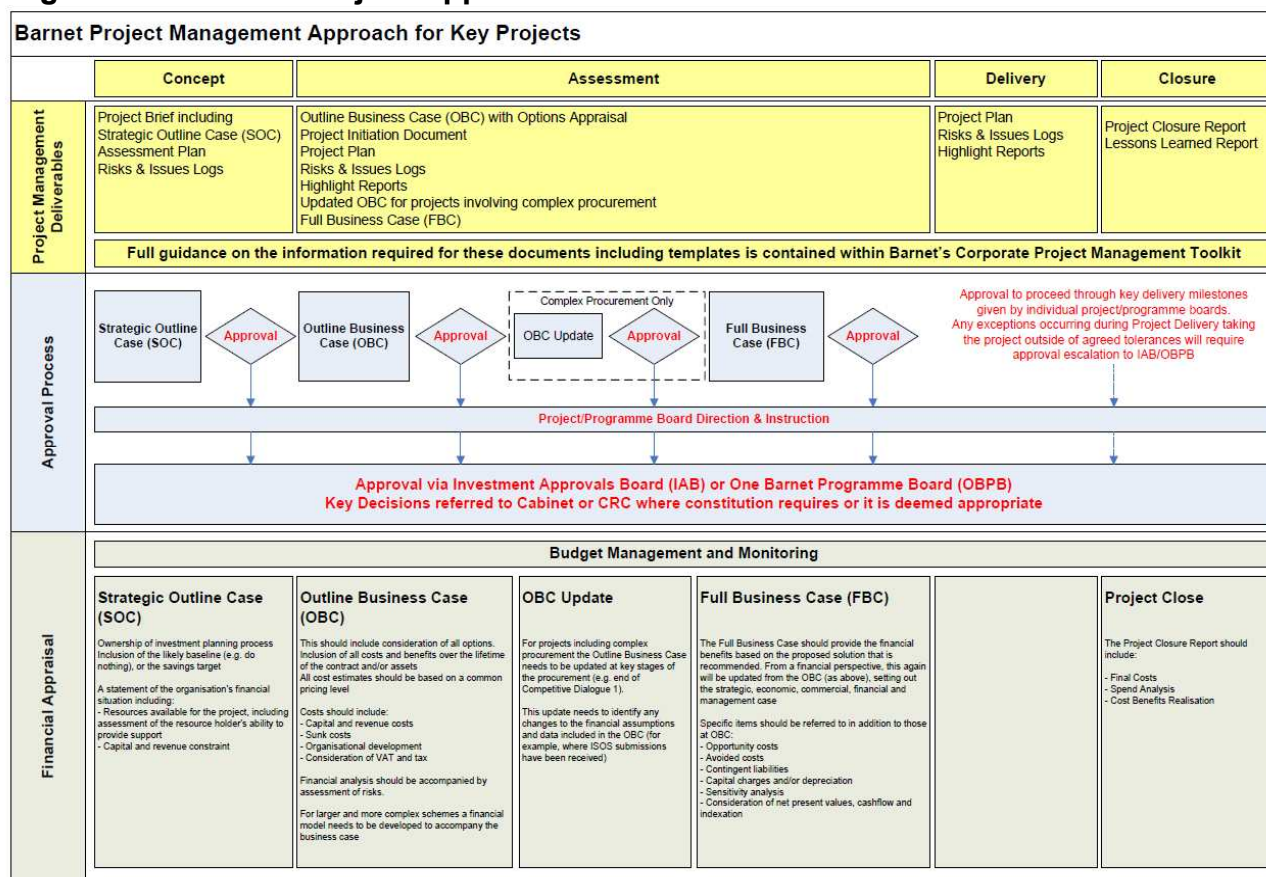 Barnet Project Management Approach for Key Projects
Concept
Assessment
Delivery
Closure
Project Management
Deliverables
Project Brief including
Strategic Outline Case (SOC)
Assessment Plan
Risks & Issues Logs
Outline Business Case (OBC) with Options Appraisal
Project Initiation Document
Project Plan
Risks & Issues Logs
Highlight Reports
Updated OBC for projects involving complex procurement
Full Business Case (FBC)
Project Plan
Risks & Issues Logs
Highlight Reports
Project Closure Report
Lessons Learned Report
Full guidance on the information required for these documents including templates is contained within Barnet's Corporate Project Management Toolkit
Approval Process
Strategic Outline
Case (SOC)
Approval
Outline Business
Case (OBC)
Approval
Complex Procurement Only
OBC Update
Approval
Full Business
Case (FBC)
Approval
Approval to proceed through key delivery milestones
given by individual project/programme boards.
Any exceptions occurring during Project Delivery taking
the project outside of agreed tolerances will require
approval escalation to IAB/OBPB
Project/Programme Board Direction & Instruction
Approval via Investment Approvals Board (IAB) or One Barnet Programme Board (OBPB)
Key Decisions referred to Cabinet or CRC where constitution requires or it is deemed appropriate
Financial Appraisal
Budget Management and Monitoring
Strategic Outline Case
(SOC)
Ownership of investment planning process
Inclusion of the likely baseline (e.g. do
nothing), or the savings target
A statement of the organisation's financial
situation including:
- Resources available for the project, including
assessment of the resource holder's ability to
provide support
- Capital and revenue constraint
Outline Business Case
(OBC)
This should include consideration of all options.
Inclusion of all costs and benefits over the lifetime
of the contract and/or assets
All cost estimates should be based on a common
pricing level
Costs should include:
- Capital and revenue costs
- Sunk costs
- Organisational development
- Consideration of VAT and tax
Financial analysis should be accompanied by
assessment of risks.
For larger and more complex schemes a financial
model needs to be developed to accompany the
business case
OBC Update
For projects including complex
procurement the Outline Business Case
needs to be updated at key stages of
the procurement (e.g. end of
Competitive Dialogue 1).
This update needs to identify any
changes to the financial assumptions
and data included in the OBC (for
example, where ISOS submissions
have been received)
Full Business Case (FBC)
The Full Business Case should provide the financial
benefits based on the proposed solution that is
recommended. From a financial perspective, this again
will be updated from the OBC (as above), setting out
the strategic, economic, commercial, financial and
management case
Specific items should be referred to in addition to those
at OBC:
- Opportunity costs
- Avoided costs
- Contingent liabilities
- Capital charges and/or depreciation
- Sensitivity analysis
- Consideration of net present values, cashflow and
indexation
Project Close
The Project Closure Report should
include:
- Final Costs
- Spend Analysis
- Cost Benefits Realisation